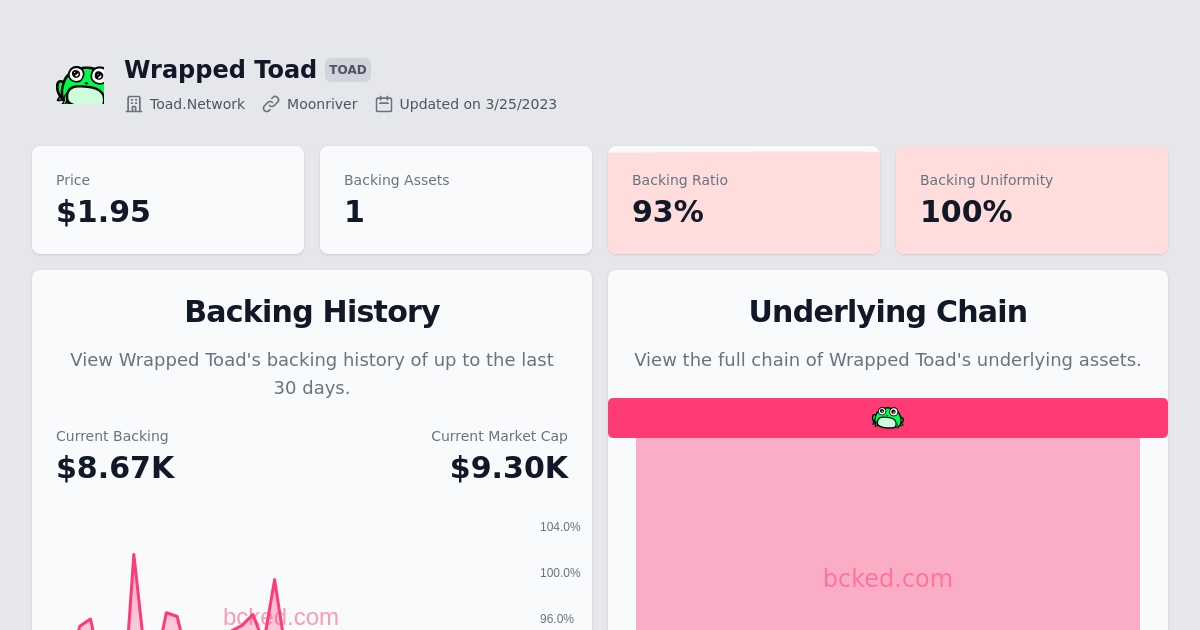 Wrapped Toad TOAD
Toad.Network Moonriver Updated on 3/25/2023
Price
$1.95
Backing Assets
1
Backing Ratio
93%
Backing Uniformity
100%
Backing History
View Wrapped Toad's backing history of up to the last
30 days.
Current Backing
$8.67K
Current Market Cap
$9.30K
104.0%
100.0%
96.0%
bcked.com
Underlying Chain
View the full chain of Wrapped Toad's underlying assets.
bcked.com